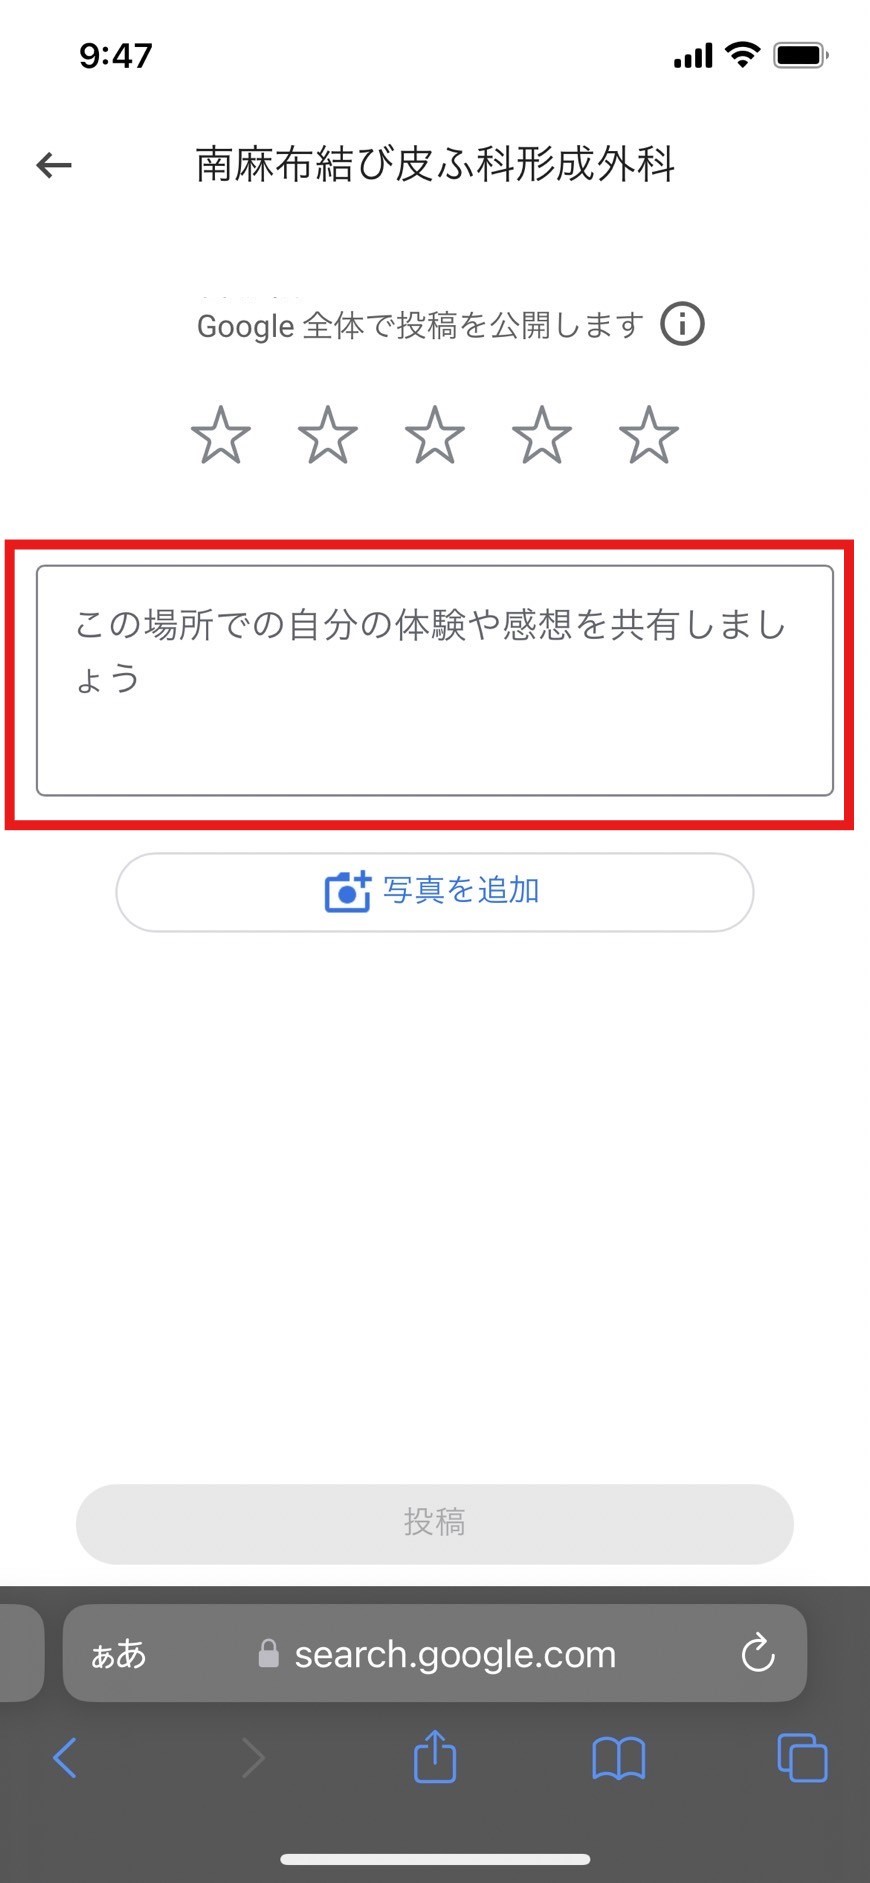 9:47
南麻布結び皮ふ科形成外科
Google 全体で投稿を公開します
この場所での自分の体験や感想を共有しまし
ょう
写真を追加
投稿
ぁあ
search.google.com